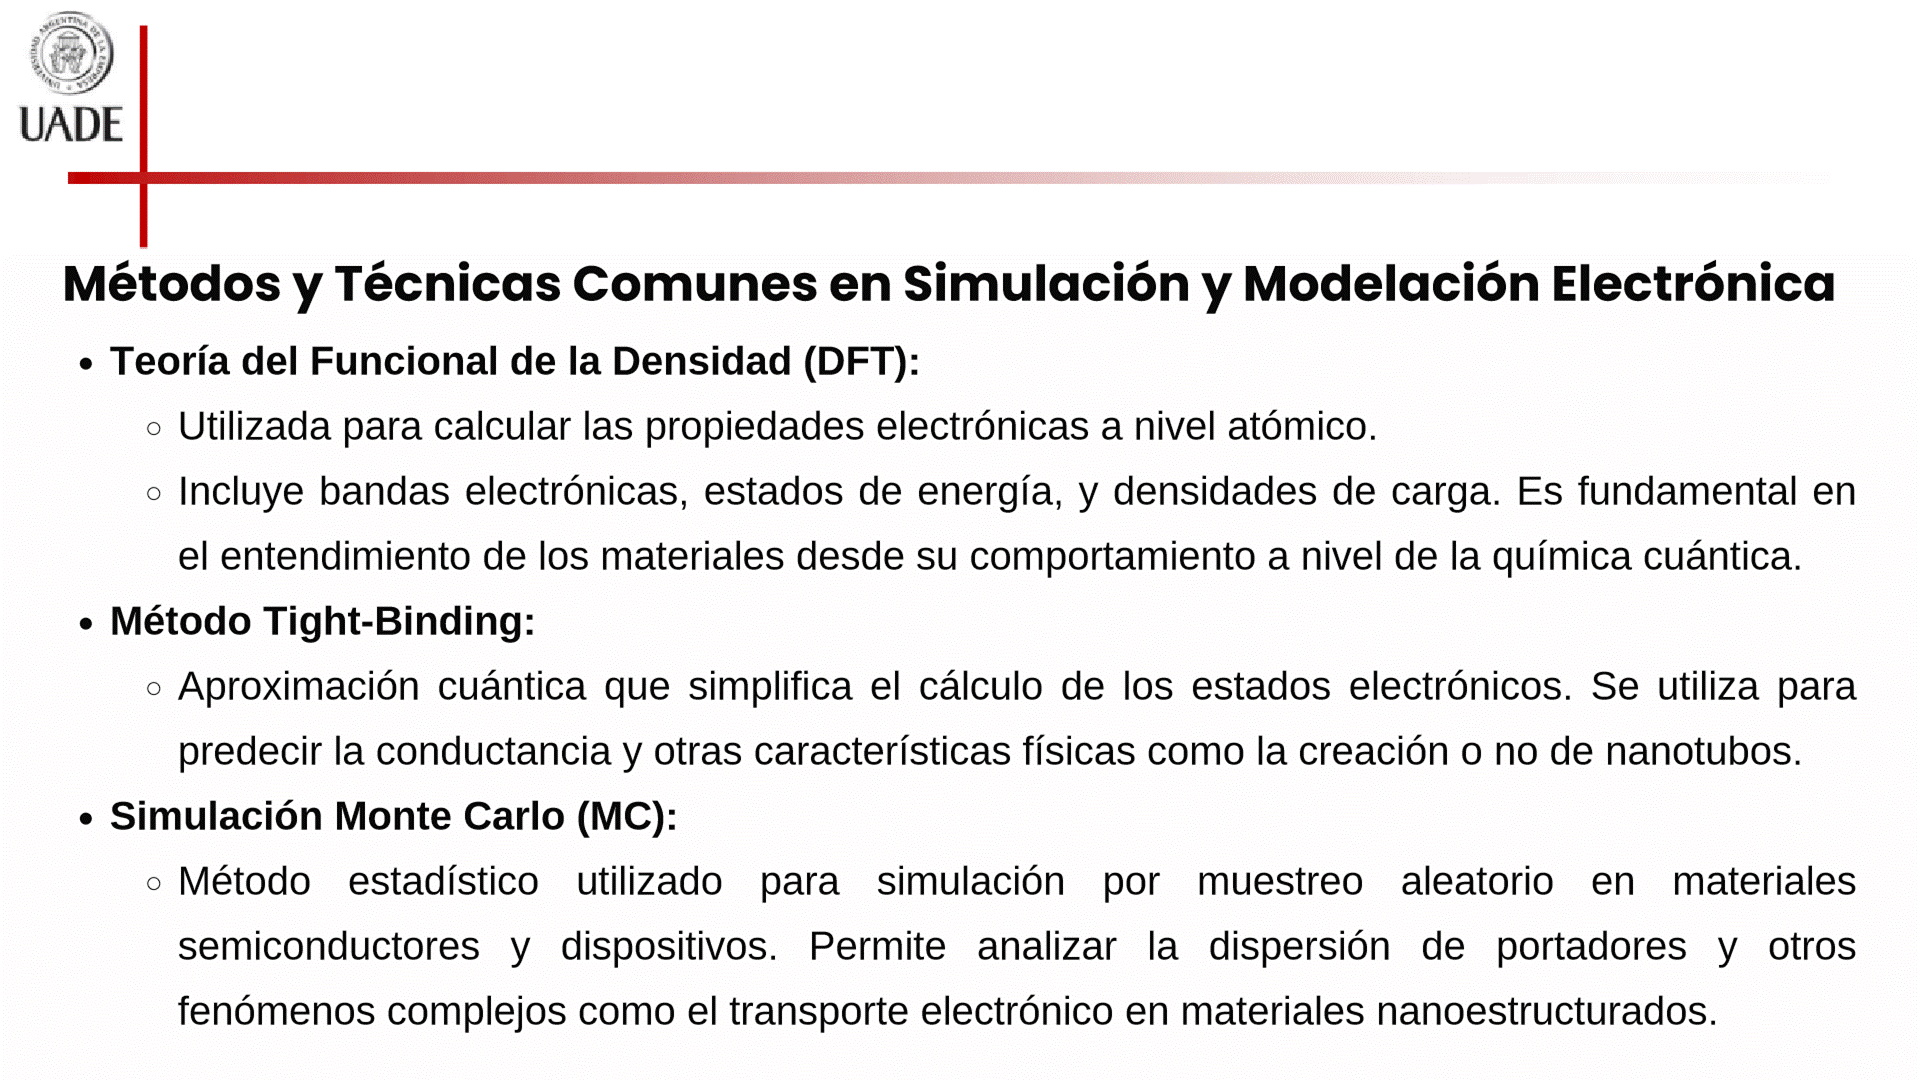 UNIVERSIDAD ARGENTINA DE LA EMPRESA
UADE
Métodos y Técnicas Comunes en Simulación y Modelación Electrónica
• Teoría del Funcional de la Densidad (DFT):
○ Utilizada para calcular las propiedades electrónicas a nivel atómico.
○ Incluye bandas electrónicas, estados de energía, y densidades de carga. Es fundamental en
el entendimiento de los materiales desde su comportamiento a nivel de la química cuántica.
• Método Tight-Binding:
○ Aproximación cuántica que simplifica el cálculo de los estados electrónicos. Se utiliza para
predecir la conductancia y otras características físicas como la creación o no de nanotubos.
• Simulación Monte Carlo (MC):
○ Método estadístico utilizado para simulación por muestreo aleatorio en materiales
semiconductores y dispositivos. Permite analizar la dispersión de portadores y otros
fenómenos complejos como el transporte electrónico en materiales nanoestructurados.